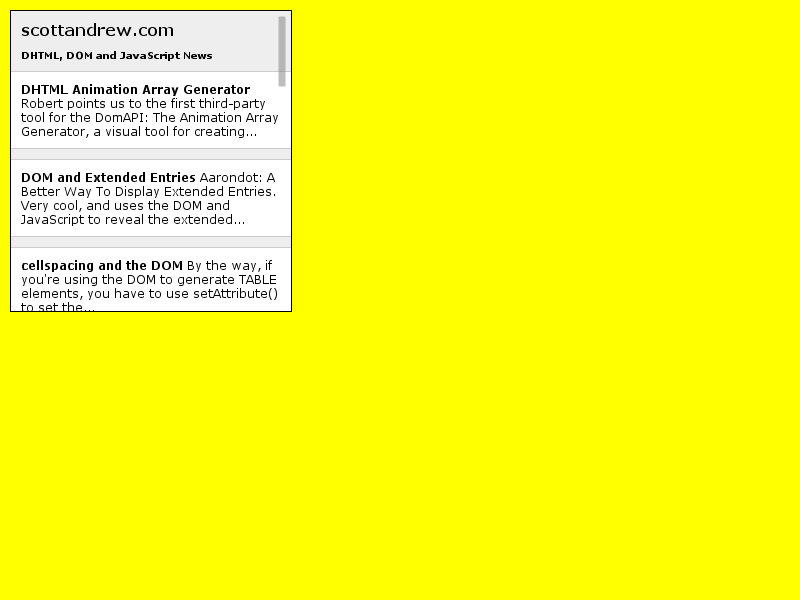 scottandrew.com
DHTML, DOM and JavaScript News
DHTML Animation Array Generator
Robert points us to the first third-party
tool for the DomAPI: The Animation Array
Generator, a visual tool for creating...
DOM and Extended Entries Aarondot: A
Better Way To Display Extended Entries.
Very cool, and uses the DOM and
JavaScript to reveal the extended...
cellspacing and the DOM By the way, if
you're using the DOM to generate TABLE
elements, you have to use setAttribute()
to set the...